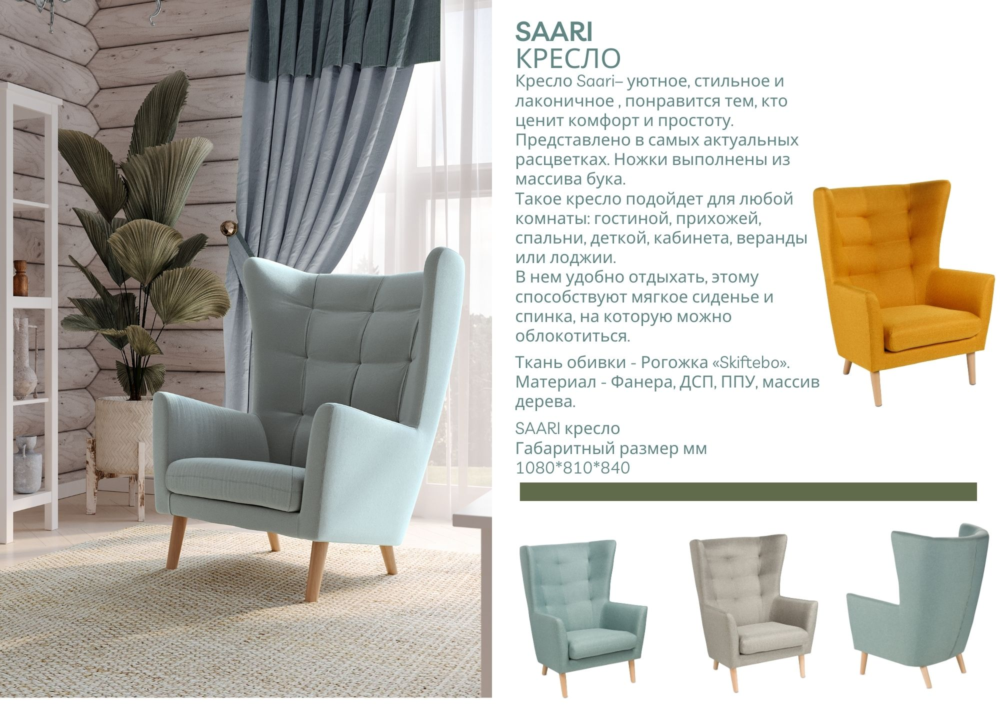 SAARI
КРЕСЛО
Кресло Saari– уютное, стильное и
лаконичное , понравится тем, кто
ценит комфорт и простоту.
Представлено в самых актуальных
расцветках. Ножки выполнены из
массива бука.
Такое кресло подойдет для любой
комнаты: гостиной, прихожей,
спальни, деткой, кабинета, веранды
или лоджии.
В нем удобно отдыхать, этому
способствуют мягкое сиденье и
спинка, на которую можно
облокотиться.
Ткань обивки - Рогожка «Skiftebo».
Материал - Фанера, ДСП, ППУ, массив
дерева.
SAARI кресло
Габаритный размер мм
1080*810*840